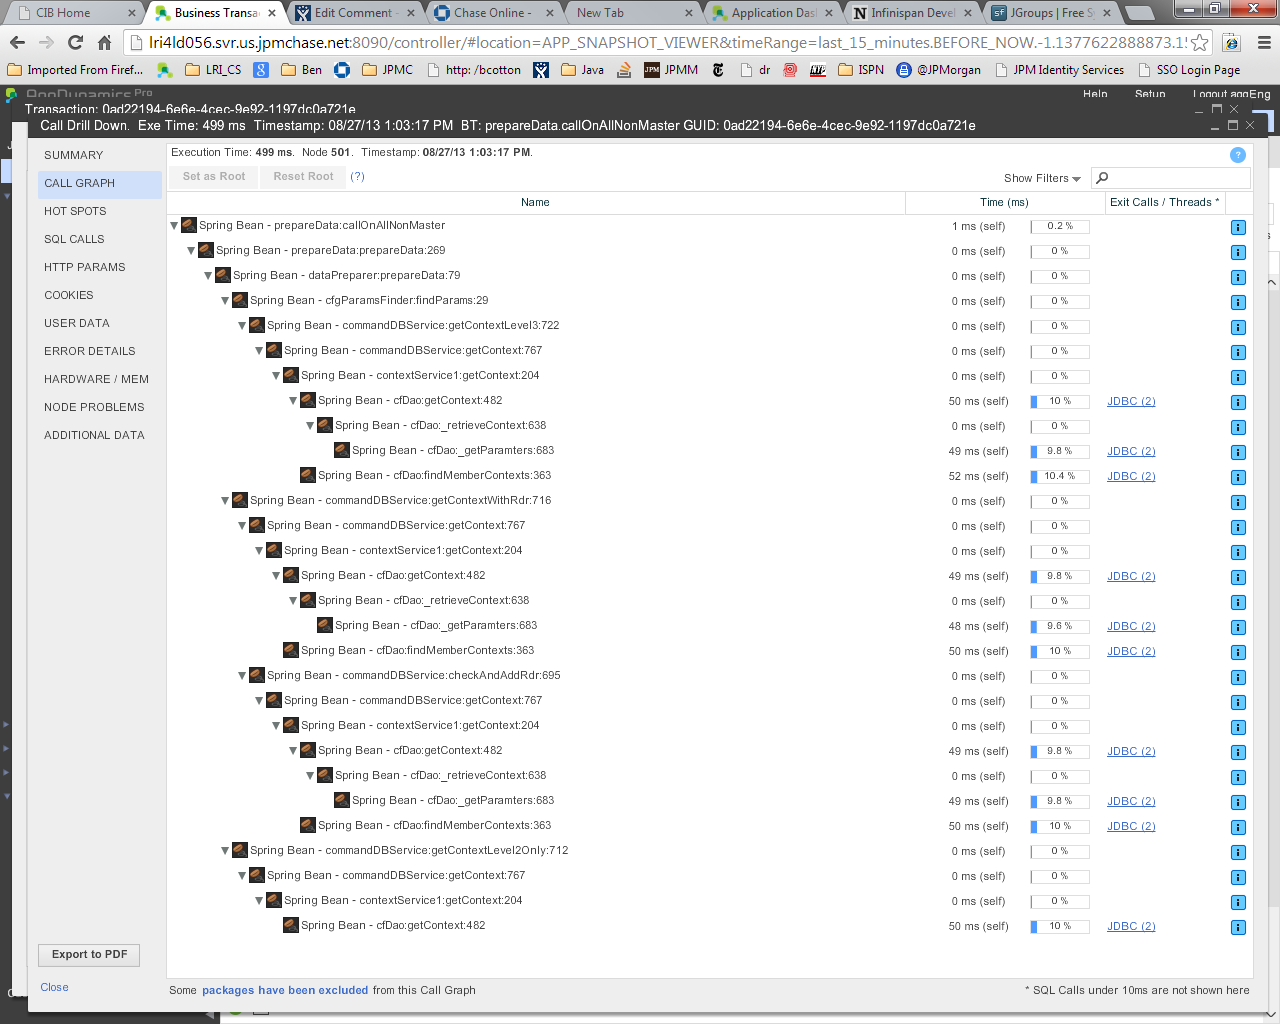 CIB Home
Business Transac
Edit Comment -
Chase Online -
New Tab
Application Das
Infinispan Devel
JGroups | Free S
lri4ld056.svr.us.jpmchase.net:8090/controller/#location=APP_SNAPSHOT_VIEWER&timeRange=last_15_minutes.BEFORE_NOW.-1.1377622888873.15
Imported From Firef...
LRI_CS
Ben
JPMC
http: /bcotton
Java
JPMM
dr
ISPN
@JPMorgan
JPM Identity Services
SSO Login Page
AppDynamics Pro
Help Setup Logout aggEng
Transaction: 0ad22194-6e6e-4cec-9e92-1197dc0a721e
Call Drill Down. Exe Time: 499 ms Timestamp: 08/27/13 1:03:17 PM BT: prepareData.callOnAllNonMaster GUID: 0ad22194-6e6e-4cec-9e92-1197dc0a721e
SUMMARY
CALL GRAPH
HOT SPOTS
SQL CALLS
HTTP PARAMS
COOKIES
USER DATA
ERROR DETAILS
HARDWARE / MEM
NODE PROBLEMS
ADDITIONAL DATA
Export to PDF
Close
Execution Time: 499 ms. Node 501. Timestamp: 08/27/13 1:03:17 PM.
Set as Root Reset Root (?) Show Filters
Name Time (ms) Exit Calls / Threads *
Spring Bean - prepareData:callOnAllNonMaster 1 ms (self) 0.2 %
Spring Bean - prepareData:prepareData:269 0 ms (self) 0 %
Spring Bean - dataPreparer:prepareData:79 0 ms (self) 0 %
Spring Bean - cfgParamsFinder:findParams:29 0 ms (self) 0 %
Spring Bean - commandDBService:getContextLevel3:722 0 ms (self) 0 %
Spring Bean - commandDBService:getContext:767 0 ms (self) 0 %
Spring Bean - contextService1:getContext:204 0 ms (self) 0 %
Spring Bean - cfDao:getContext:482 50 ms (self) 10 % JDBC (2)
Spring Bean - cfDao:_retrieveContext:638 0 ms (self) 0 %
Spring Bean - cfDao:_getParamters:683 49 ms (self) 9.8 % JDBC (2)
Spring Bean - cfDao:findMemberContexts:363 52 ms (self) 10.4 % JDBC (2)
Spring Bean - commandDBService:getContextWithRdr:716 0 ms (self) 0 %
Spring Bean - commandDBService:getContext:767 0 ms (self) 0 %
Spring Bean - contextService1:getContext:204 0 ms (self) 0 %
Spring Bean - cfDao:getContext:482 49 ms (self) 9.8 % JDBC (2)
Spring Bean - cfDao:_retrieveContext:638 0 ms (self) 0 %
Spring Bean - cfDao:_getParamters:683 48 ms (self) 9.6 % JDBC (2)
Spring Bean - cfDao:findMemberContexts:363 50 ms (self) 10 % JDBC (2)
Spring Bean - commandDBService:checkAndAddRdr:695 0 ms (self) 0 %
Spring Bean - commandDBService:getContext:767 0 ms (self) 0 %
Spring Bean - contextService1:getContext:204 0 ms (self) 0 %
Spring Bean - cfDao:getContext:482 49 ms (self) 9.8 % JDBC (2)
Spring Bean - cfDao:_retrieveContext:638 0 ms (self) 0 %
Spring Bean - cfDao:_getParamters:683 49 ms (self) 9.8 % JDBC (2)
Spring Bean - cfDao:findMemberContexts:363 50 ms (self) 10 % JDBC (2)
Spring Bean - commandDBService:getContextLevel2Only:712 0 ms (self) 0 %
Spring Bean - commandDBService:getContext:767 0 ms (self) 0 %
Spring Bean - contextService1:getContext:204 0 ms (self) 0 %
Spring Bean - cfDao:getContext:482 50 ms (self) 10 % JDBC (2)
Some packages have been excluded from this Call Graph
* SQL Calls under 10ms are not shown here